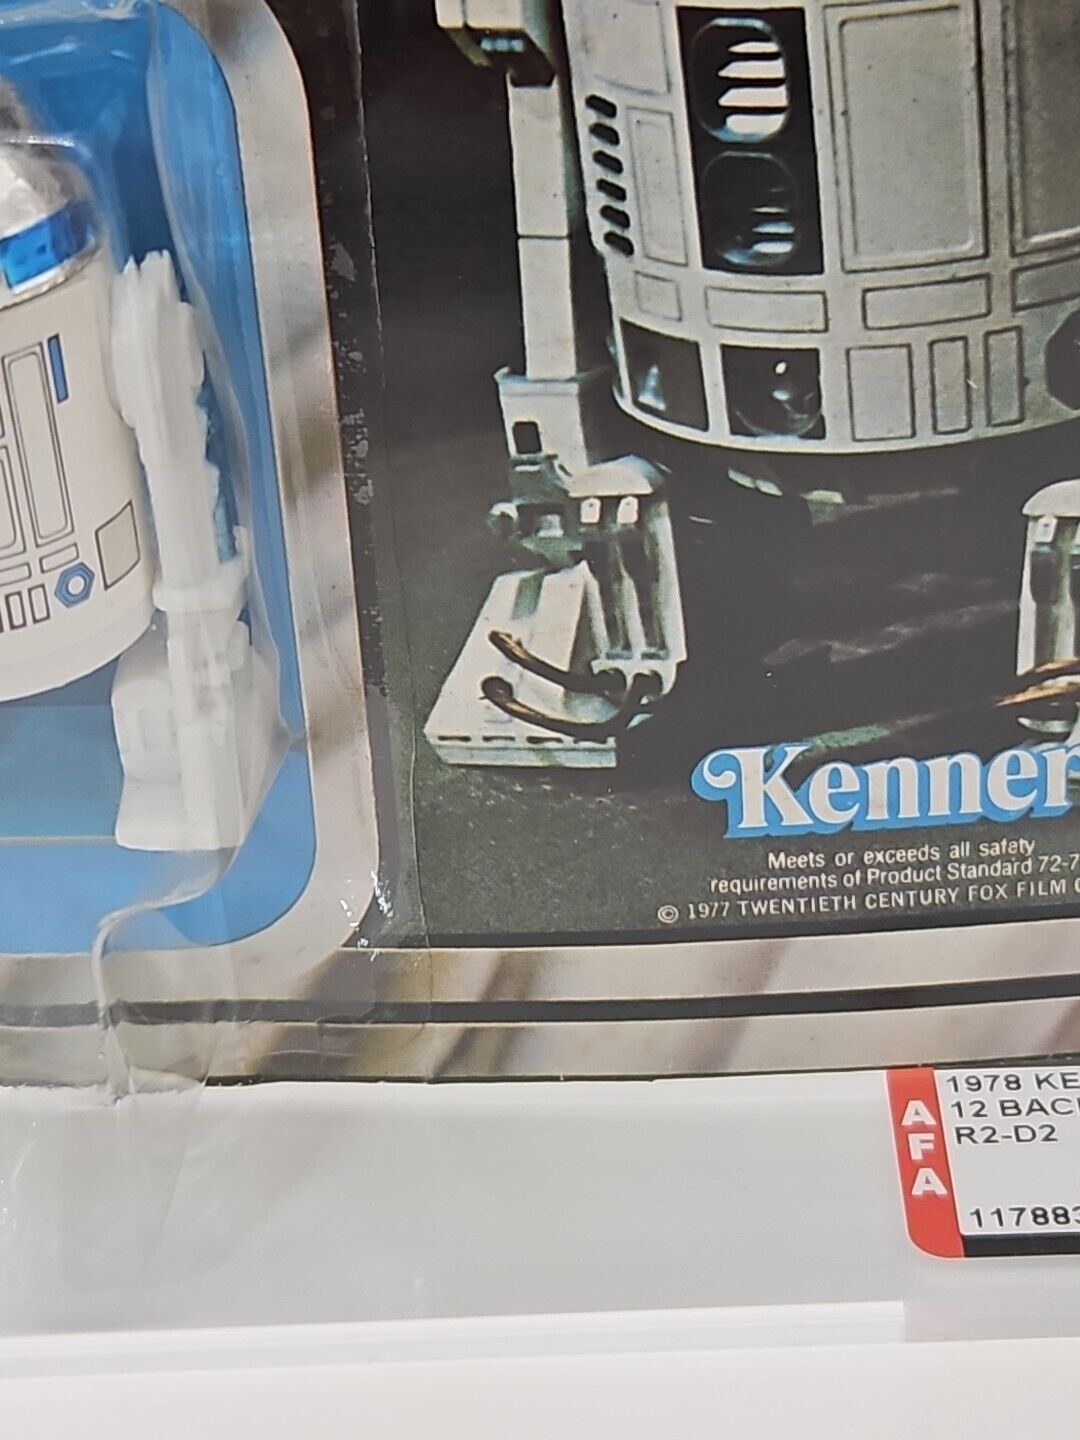 Kenner
Meets or exceeds all safety
requirements of Product Standard 72-7
© 1977 TWENTIETH CENTURY FOX FILM
AFA
1978 KE
12 BAC
R2-D2
11788